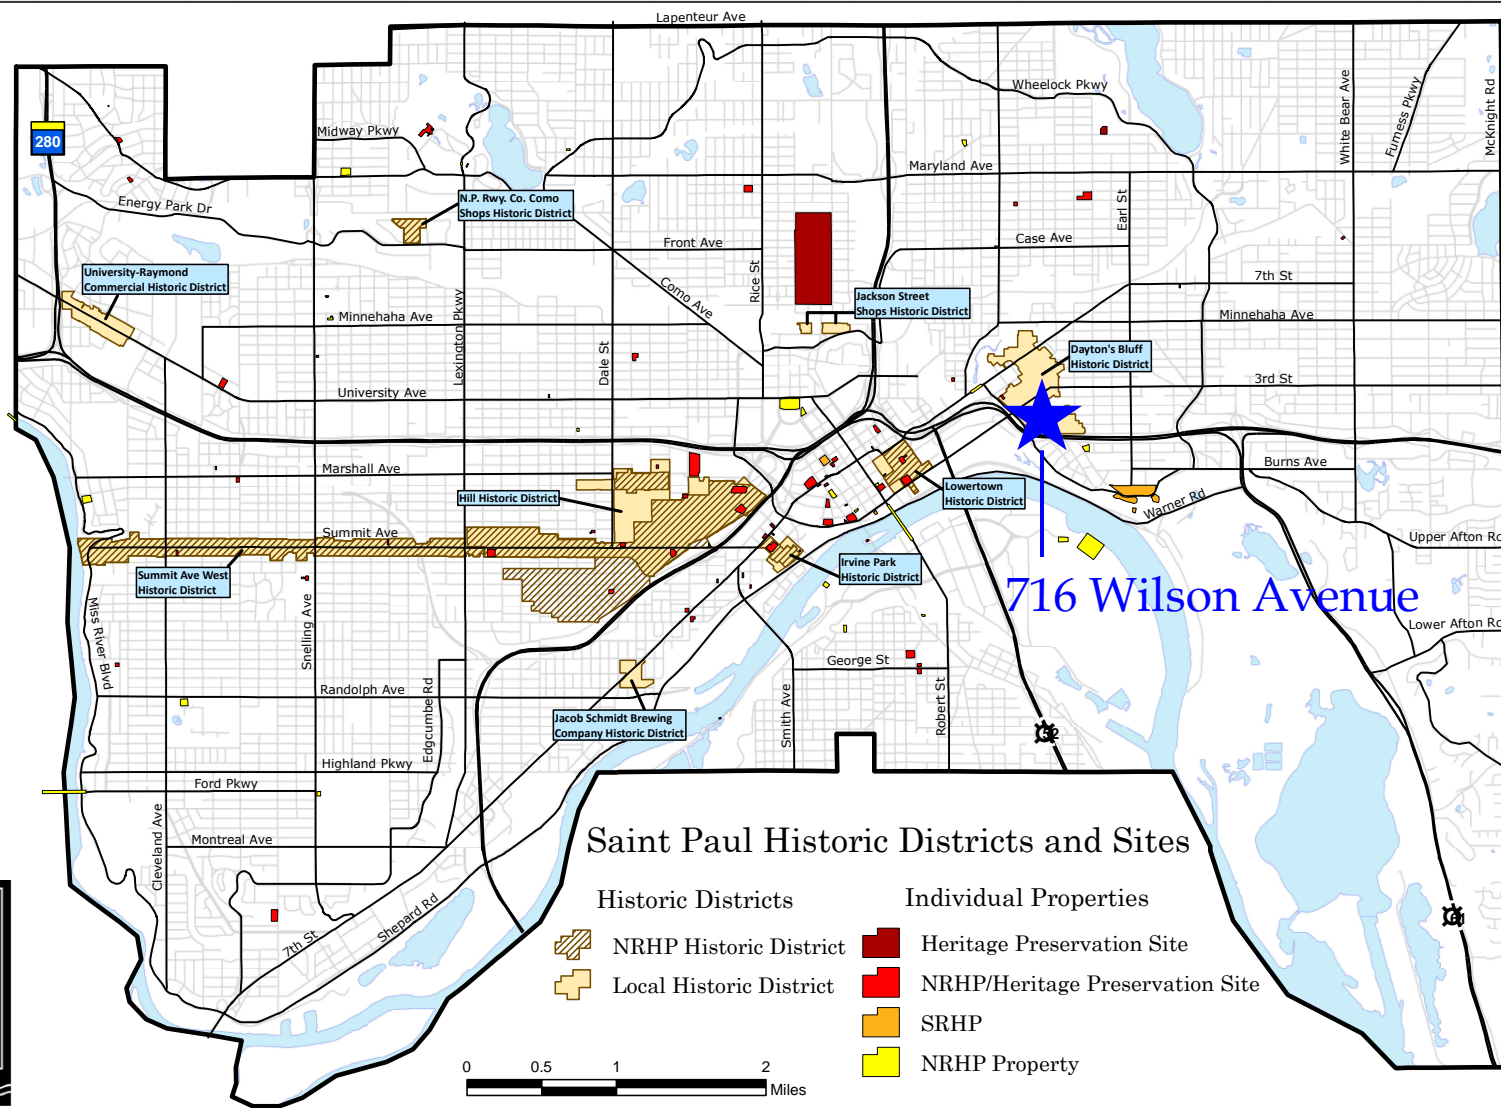 Lapenteur Ave
Wheelock Pkwy
White Bear Ave
Furness Pkwy
McKnight Rd
280
Midway Pkwy
Maryland Ave
Energy Park Dr
N.P. Rwy. Co. Como
Shops Historic District
Earl St
Front Ave
Case Ave
University-Raymond
Commercial Historic District
Rice St
7th St
Como Ave
Jackson Street
Shops Historic District
Lexington Pkwy
Minnehaha Ave
Minnehaha Ave
Dale St
Dayton's Bluff
Historic District
University Ave
3rd St
Marshall Ave
Burns Ave
Hill Historic District
Lowertown
Historic District
Warner Rd
Summit Ave
Upper Afton Rd
Summit Ave West
Historic District
Irvine Park
Historic District
716 Wilson Avenue
Miss River Blvd
Snelling Ave
Lower Afton Rd
George St
Randolph Ave
Edgcumbe Rd
Smith Ave
Robert St
Jacob Schmidt Brewing
Company Historic District
52
Highland Pkwy
Ford Pkwy
Cleveland Ave
Montreal Ave
Saint Paul Historic Districts and Sites
Historic Districts
Individual Properties
NRHP Historic District
Heritage Preservation Site
Local Historic District
NRHP/Heritage Preservation Site
SRHP
NRHP Property
7th St
Shepard Rd
61
0 0.5 1 2
Miles